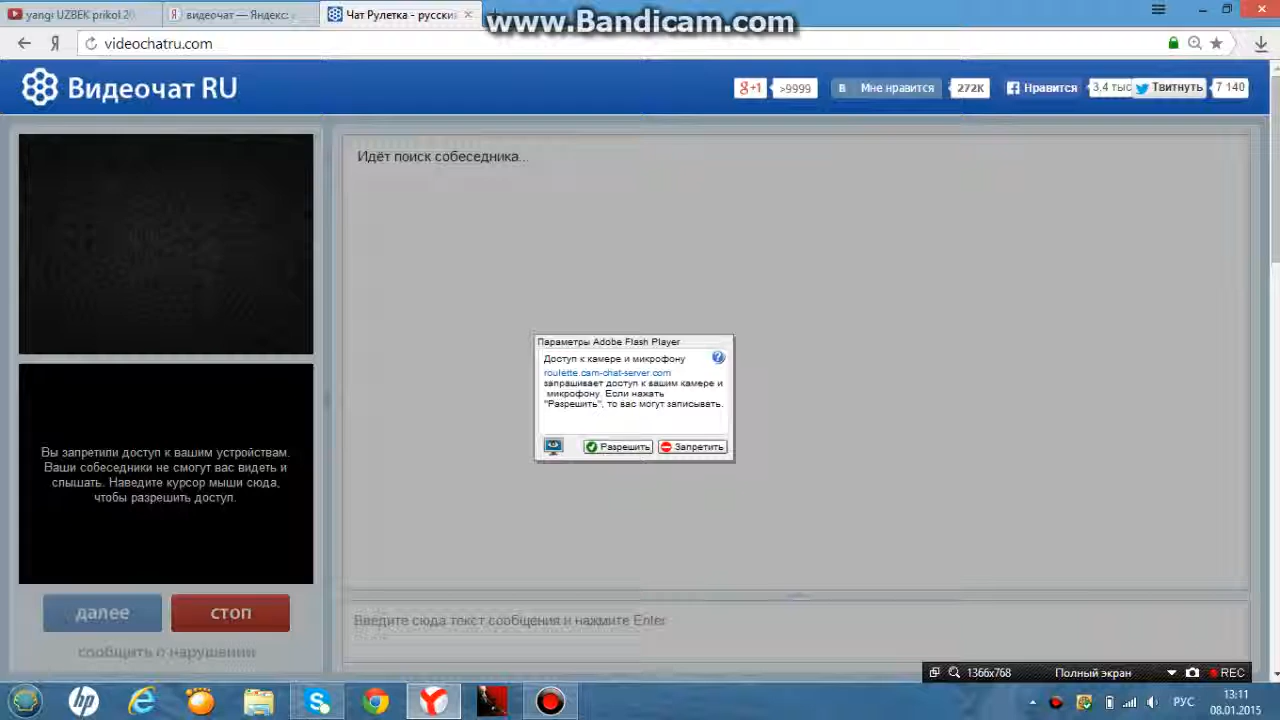 yangi UZBEK prikol 20
видеочат — Яндекс:
Чат Рулетка - русски
www.Bandicam.com
videochatru.com
Видеочат RU
g+1 >9999
В Мне нравится 272K
Нравится 3,4 тыс
Твитнуть 7 140
Идёт поиск собеседника...
Параметры Adobe Flash Player
Доступ к камере и микрофону
roulette.cam-chat-server.com
запрашивает доступ к вашим камере и
микрофону. Если нажать
"Разрешить", то вас могут записывать.
Разрешить Запретить
Вы запретили доступ к вашим устройствам.
Ваши собеседники не смогут вас видеть и
слышать. Наведите курсор мыши сюда,
чтобы разрешить доступ.
далее стоп
сообщить о нарушении
Введите сюда текст сообщения и нажмите Enter
1366x768 Полный экран REC
РУС
13:11
08.01.2015